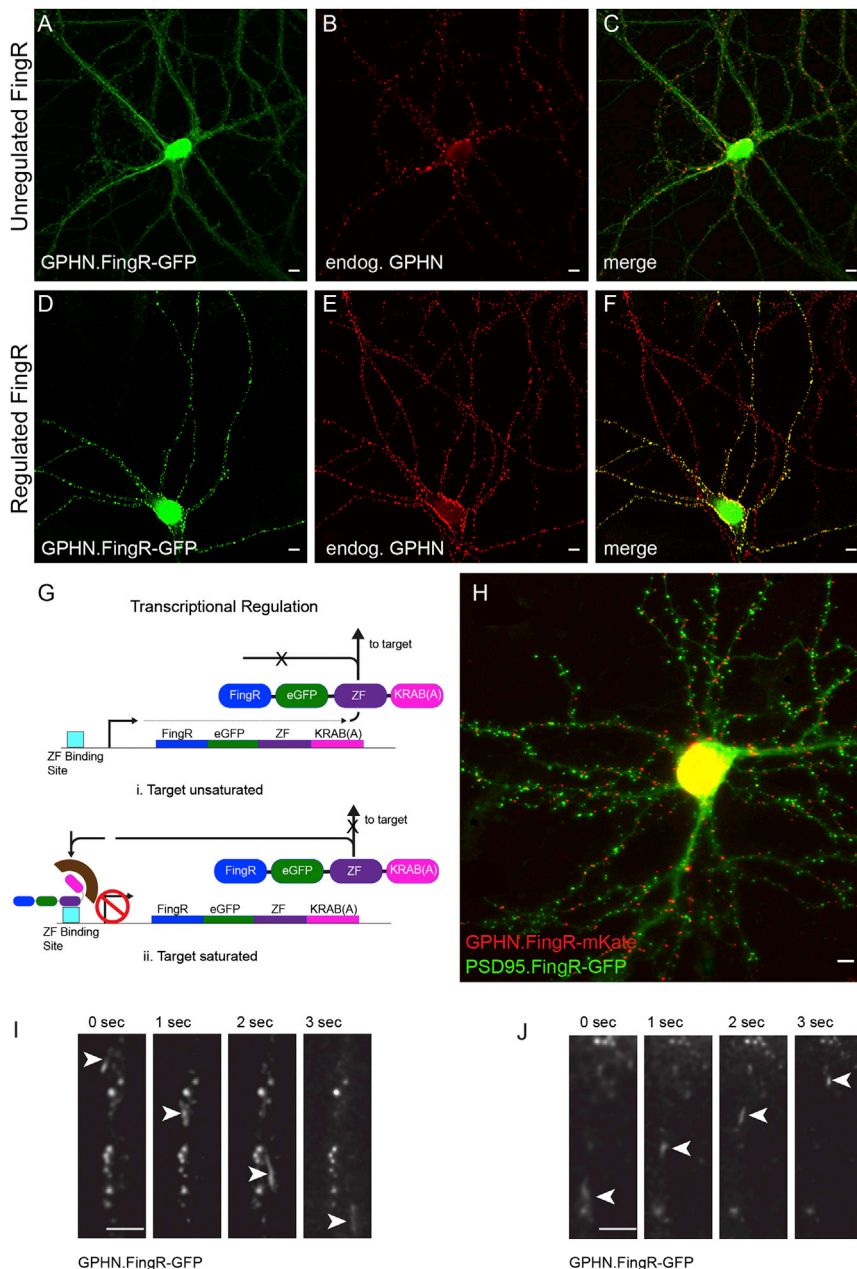 Unregulated FingR
A
GPHN.FingR-GFP
B
endog. GPHN
C
merge
Regulated FingR
D
GPHN.FingR-GFP
E
endog. GPHN
F
merge
G
Transcriptional Regulation
to target
X
FingR eGFP ZF KRAB(A)
FingR eGFP ZF KRAB(A)
ZF Binding
Site
i. Target unsaturated
to target
X
FingR eGFP ZF KRAB(A)
FingR eGFP ZF KRAB(A)
ZF Binding
Site
ii. Target saturated
H
GPHN.FingR-mKate
PSD95.FingR-GFP
I
0 sec 1 sec 2 sec 3 sec
GPHN.FingR-GFP
J
0 sec 1 sec 2 sec 3 sec
GPHN.FingR-GFP